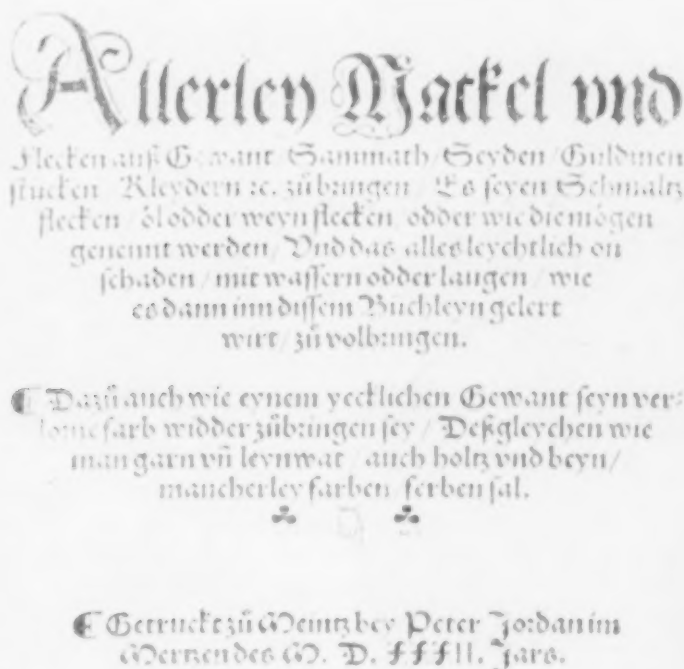 Allerley Mackel vnd
Flecken auß Gewant / Sammath / Seyden / Guldinen
stucken / Kleydern ꝛc. zůbringen / Es seyen Schmaltz
flecken / öl odder weyn flecken / odder wie die mögen
genennt werden / Vnd das alles leychtlich on
schaden / mit wassern odder laugen / wie
es dann inn dissem Büchleyn gelert
wirt / zů volbringen.
¶ Dazů auch wie eynem yecklichen Gewant seyn ver⸗
lorne farb widder zůbringen sey / Deßgleychen wie
man garn vñ leynwat / auch holtz vnd beyn /
mancherley farben / ferben sal.
¶ Getruckt zů Meintz bey Peter Jordan im
Mertzen des M. D. XXXII. Jars.